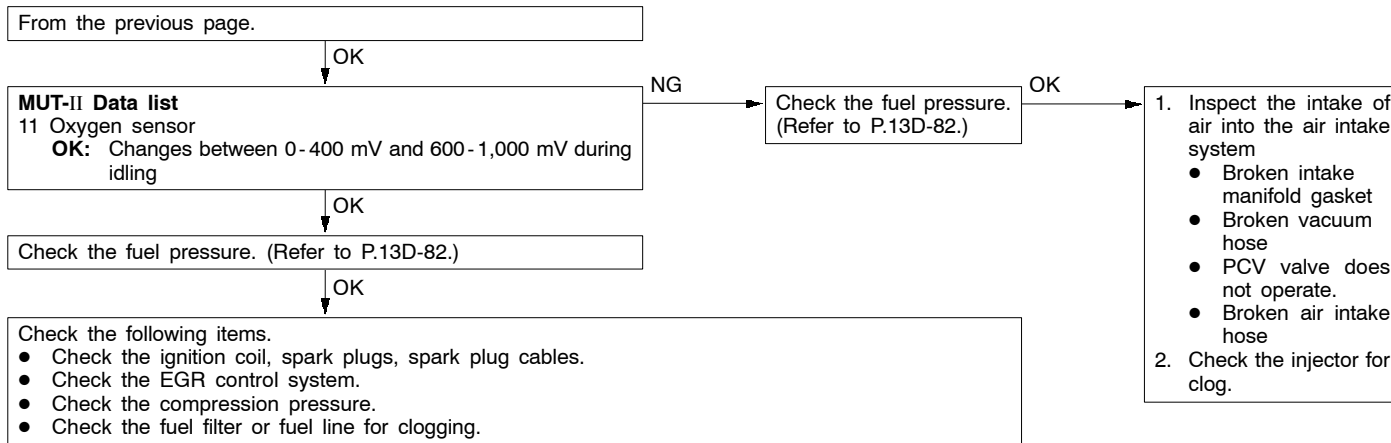 From the previous page.
OK
MUT-II Data list
11 Oxygen sensor
OK: Changes between 0-400 mV and 600-1,000 mV during
idling
NG
Check the fuel pressure.
(Refer to P.13D-82.)
OK
1. Inspect the intake of
air into the air intake
system
● Broken intake
manifold gasket
● Broken vacuum
hose
● PCV valve does
not operate.
● Broken air intake
hose
2. Check the injector for
clog.
OK
Check the fuel pressure. (Refer to P.13D-82.)
OK
Check the following items.
● Check the ignition coil, spark plugs, spark plug cables.
● Check the EGR control system.
● Check the compression pressure.
● Check the fuel filter or fuel line for clogging.